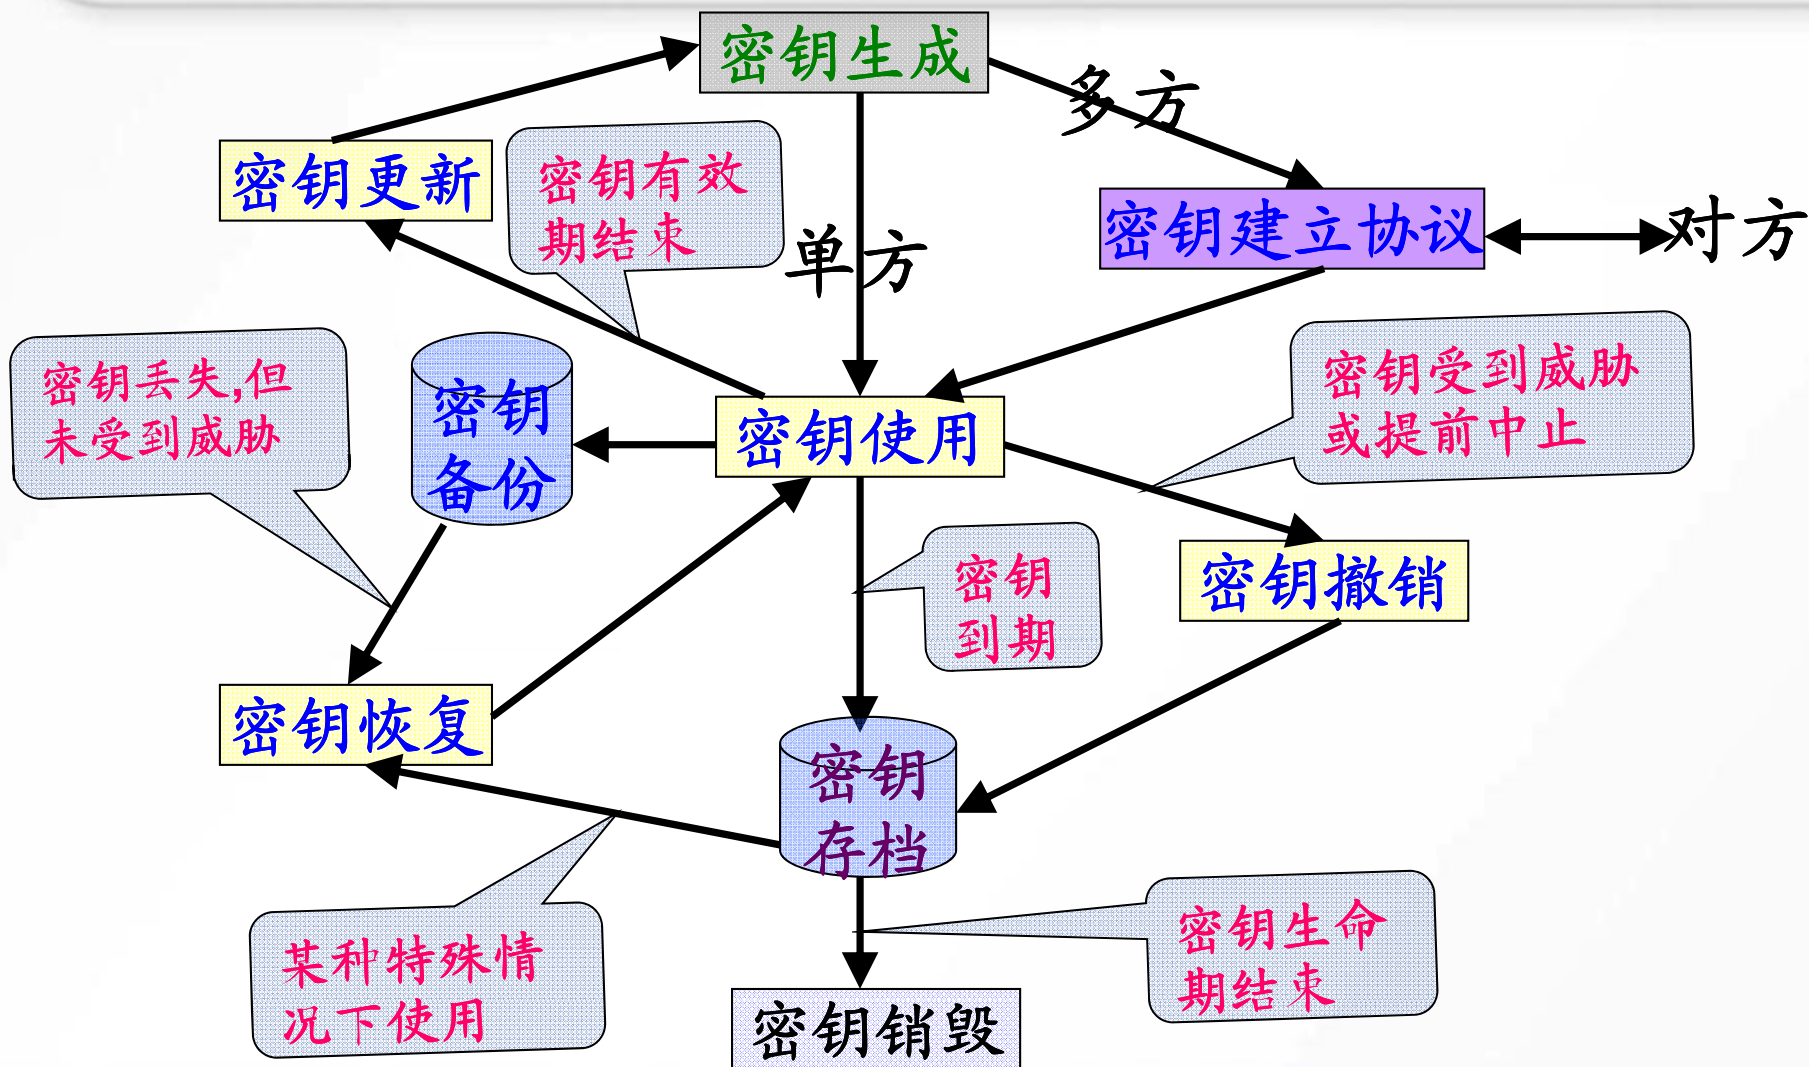 密钥生成
多方
密钥更新
密钥有效
期结束
单方
密钥建立协议
对方
密钥丢失,但
未受到威胁
密钥
备份
密钥使用
密钥受到威胁
或提前中止
密钥
到期
密钥撤销
密钥恢复
密钥
存档
某种特殊情
况下使用
密钥生命
期结束
密钥销毁